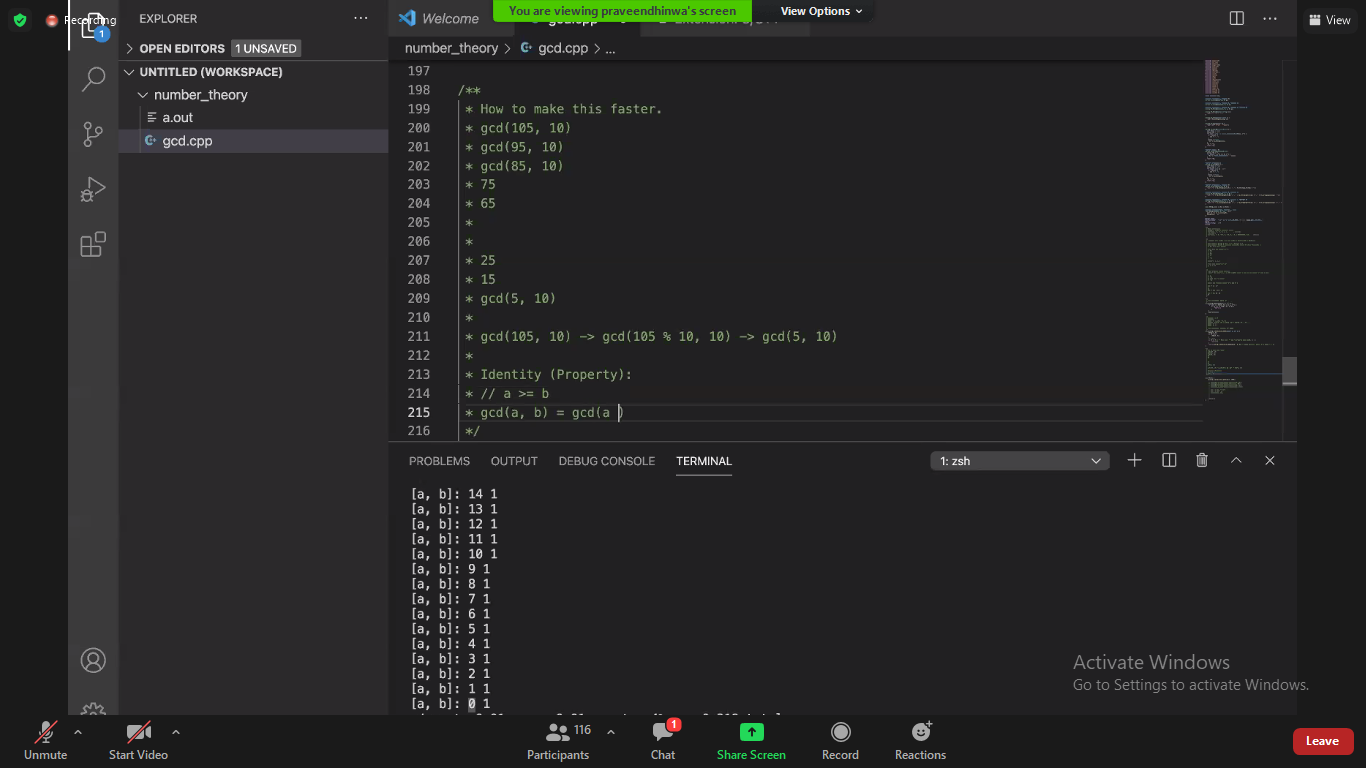 Recording
You are viewing praveendhinwa's screen
View Options
View
EXPLORER
OPEN EDITORS 1 UNSAVED
UNTITLED (WORKSPACE)
number_theory
a.out
gcd.cpp
1
Welcome
number_theory > gcd.cpp > ...
197
198 /**
199 * How to make this faster.
200 * gcd(105, 10)
201 * gcd(95, 10)
202 * gcd(85, 10)
203 * 75
204 * 65
205 *
206 *
207 * 25
208 * 15
209 * gcd(5, 10)
210 *
211 * gcd(105, 10) -> gcd(105 % 10, 10) -> gcd(5, 10)
212 *
213 * Identity (Property):
214 * // a >= b
215 * gcd(a, b) = gcd(a )
216 */
PROBLEMS OUTPUT DEBUG CONSOLE TERMINAL 1: zsh
[a, b]: 14 1
[a, b]: 13 1
[a, b]: 12 1
[a, b]: 11 1
[a, b]: 10 1
[a, b]: 9 1
[a, b]: 8 1
[a, b]: 7 1
[a, b]: 6 1
[a, b]: 5 1
[a, b]: 4 1
[a, b]: 3 1
[a, b]: 2 1
[a, b]: 1 1
[a, b]: 0 1
Activate Windows
Go to Settings to activate Windows.
Unmute
Start Video
116
Participants
1
Chat
Share Screen
Record
Reactions
Leave